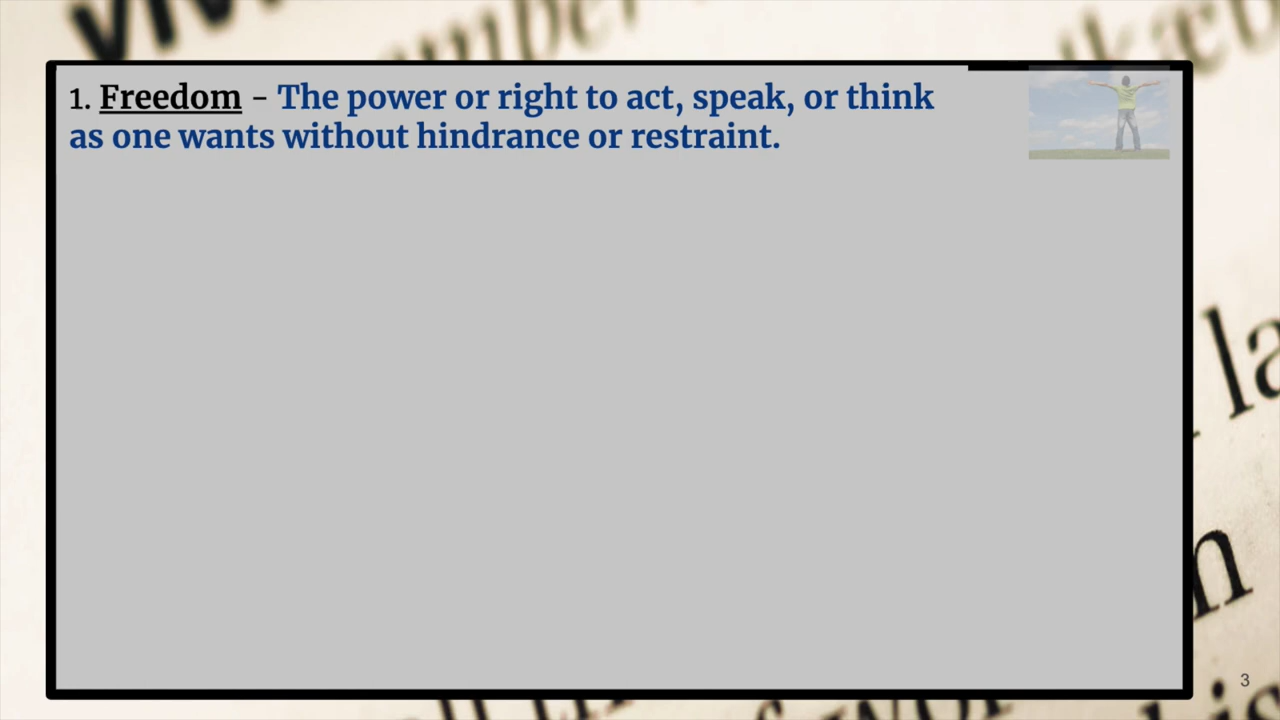 1. Freedom - The power or right to act, speak, or think
as one wants without hindrance or restraint.
3